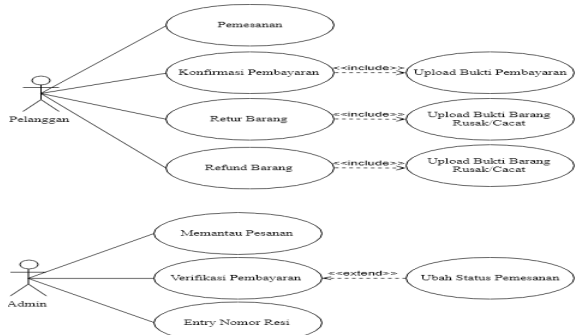 Pemesanan
Konfirmasi Pembayaran
<<include>>
Upload Bukti Pembayaran
Pelanggan
Retur Barang
<<include>>
Upload Bukti Barang
Rusak/Cacat
Refund Barang
<<include>>
Upload Bukti Barang
Rusak/Cacat
Memantau Pesanan
Verifikasi Pembayaran
<<extend>>
Ubah Status Pemesanan
Admin
Entry Nomor Resi